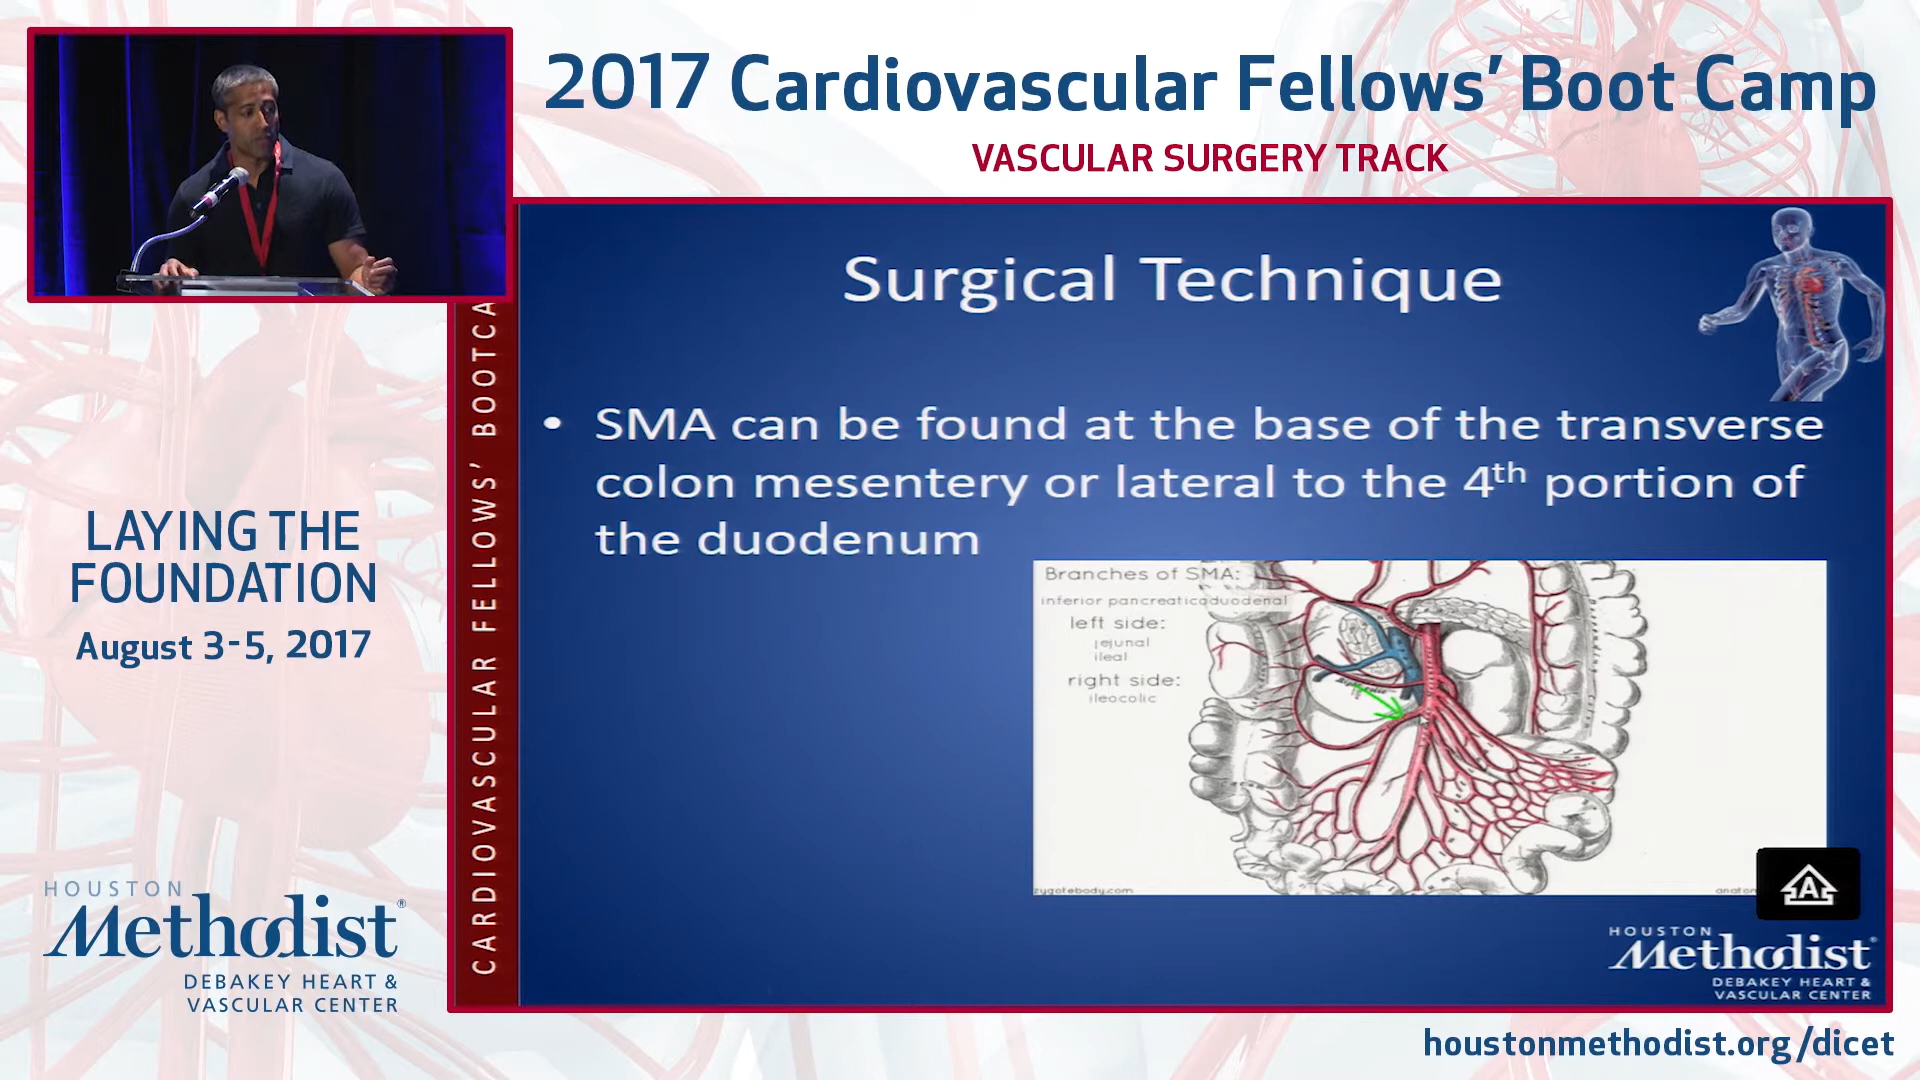 2017 Cardiovascular Fellows' Boot Camp
VASCULAR SURGERY TRACK
LAYING THE
FOUNDATION
August 3-5, 2017
HOUSTON
Methodist®
DEBAKEY HEART &
VASCULAR CENTER
CARDIOVASCULAR FELLOWS' BOOTCA
Surgical Technique
• SMA can be found at the base of the transverse
colon mesentery or lateral to the 4th portion of
the duodenum
Branches of SMA:
inferior pancreaticoduodenal
left side:
jejunal
ileal
right side:
ileocolic
zygotebody.com
anatom
A
HOUSTON
Methodist®
DEBAKEY HEART &
VASCULAR CENTER
houstonmethodist.org/dicet